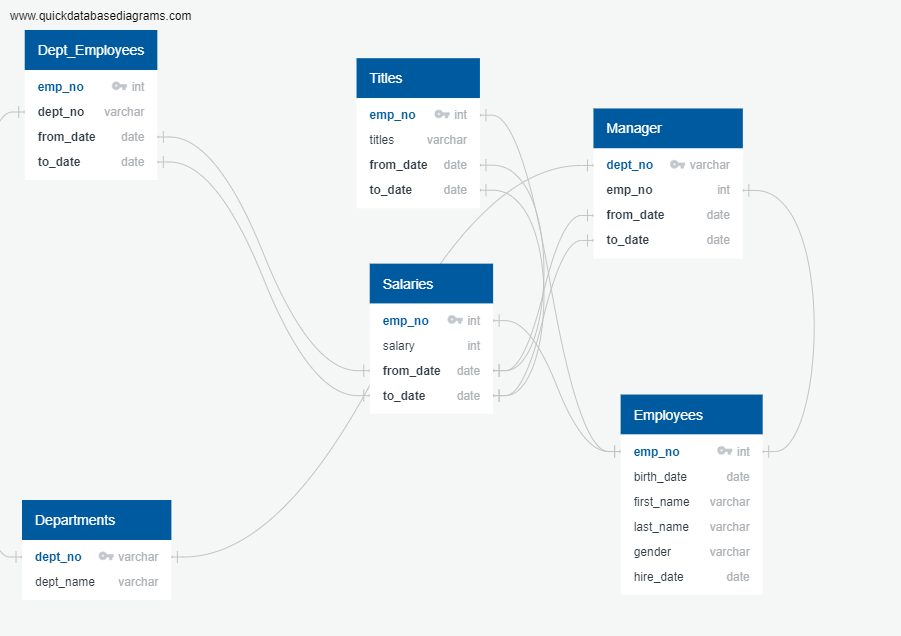 www.quickdatabasediagrams.com
Dept_Employees
emp_no int
dept_no varchar
from_date date
to_date date
Titles
emp_no int
titles varchar
from_date date
to_date date
Manager
dept_no varchar
emp_no int
from_date date
to_date date
Salaries
emp_no int
salary int
from_date date
to_date date
Employees
emp_no int
birth_date date
first_name varchar
last_name varchar
gender varchar
hire_date date
Departments
dept_no varchar
dept_name varchar